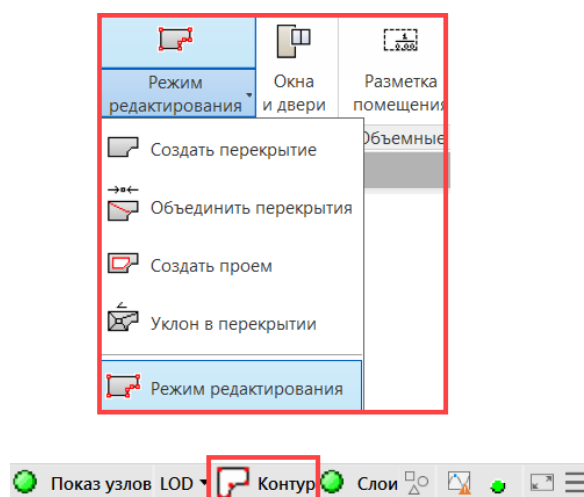 Режим
редактирования
Окна
и двери
Разметка
помещения
Объемные
Создать перекрытие
Объединить перекрытия
Создать проем
Уклон в перекрытии
Режим редактирования
Показ узлов LOD Контур Слои